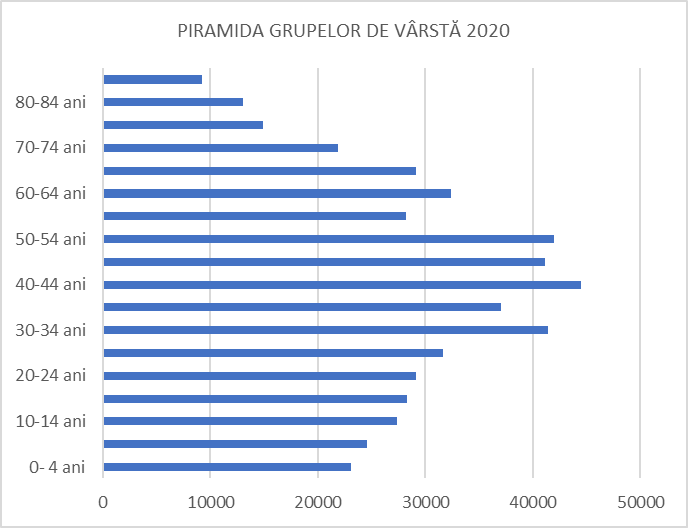 PIRAMIDA GRUPELOR DE VÂRSTĂ 2020
80-84 ani
70-74 ani
60-64 ani
50-54 ani
40-44 ani
30-34 ani
20-24 ani
10-14 ani
0- 4 ani
0 10000 20000 30000 40000 50000